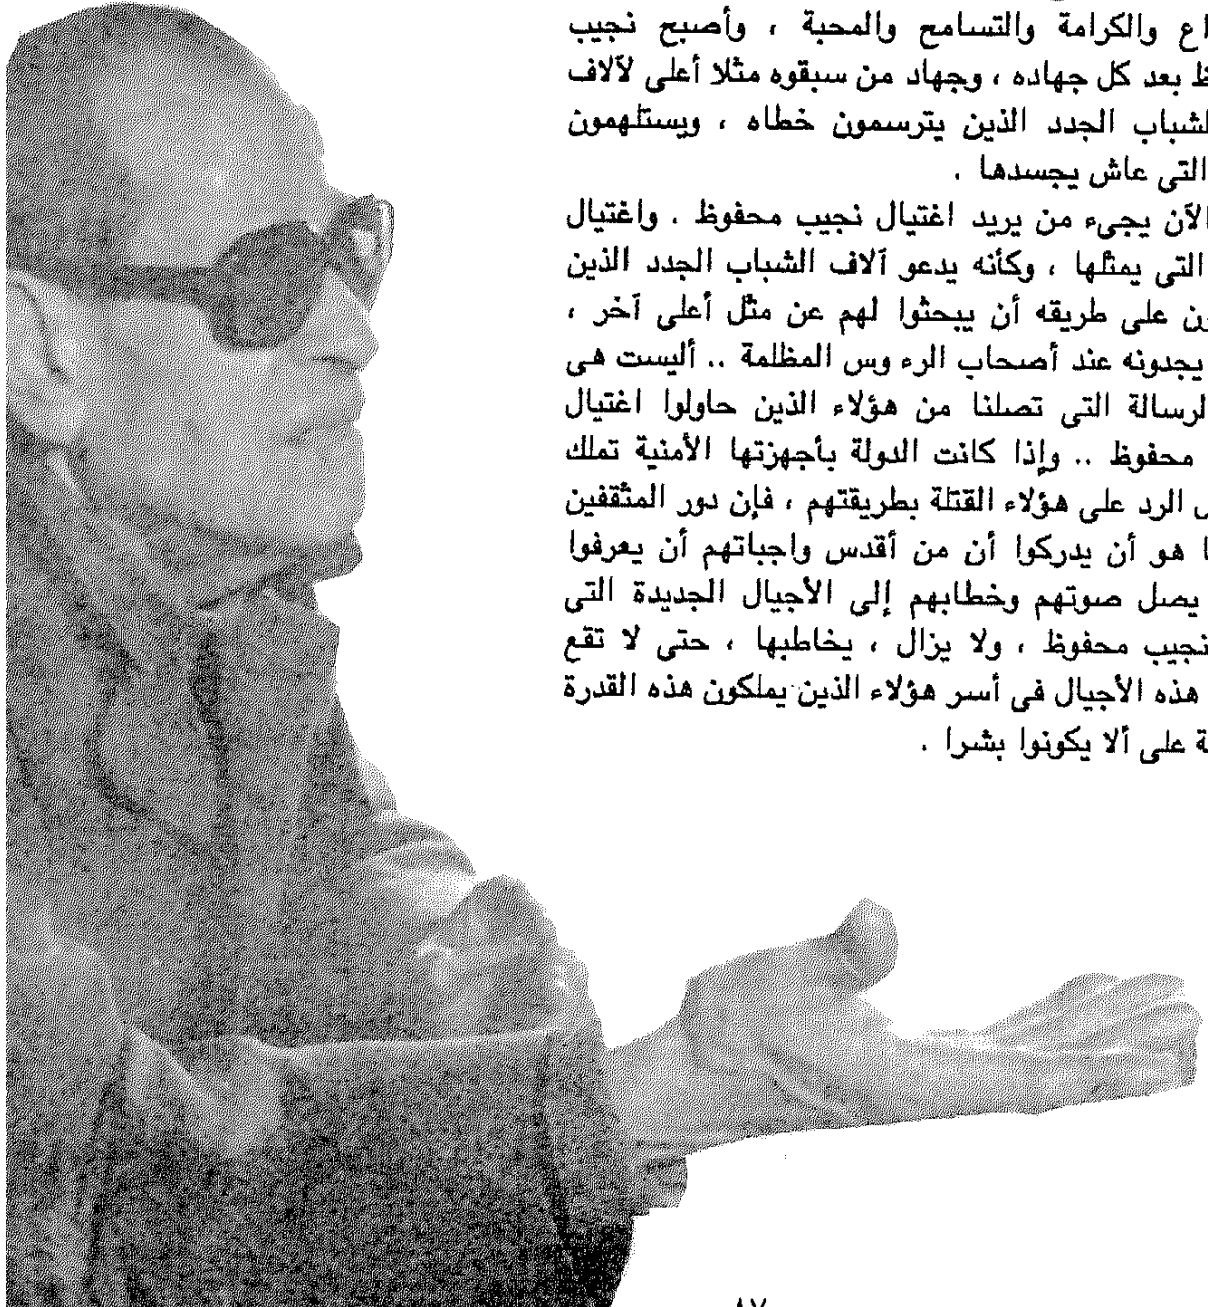 والكرامة والتسامح والمحبة ، وأصبح نجيب
بعد كل جهاده ، وجهاد من سبقوه مثلا أعلى لآلاف
الشباب الجدد الذين يترسمون خطاه ، ويستلهمون
التى عاش يجسدها .
الآن يجىء من يريد اغتيال نجيب محفوظ . واغتيال
التى يمثلها ، وكأنه يدعو آلاف الشباب الجدد الذين
على طريقه أن يبحثوا لهم عن مثل أعلى آخر ،
يجدونه عند أصحاب الرءوس المظلمة .. أليست هى
الرسالة التى تصلنا من هؤلاء الذين حاولوا اغتيال
محفوظ .. وإذا كانت الدولة بأجهزتها الأمنية تملك
الرد على هؤلاء القتلة بطريقتهم ، فإن دور المثقفين
هو أن يدركوا أن من أقدس واجباتهم أن يعرفوا
يصل صوتهم وخطابهم إلى الأجيال الجديدة التى
نجيب محفوظ ، ولا يزال ، يخاطبها ، حتى لا تقع
هذه الأجيال فى أسر هؤلاء الذين يملكون هذه القدرة
على ألا يكونوا بشرا .
٨٧